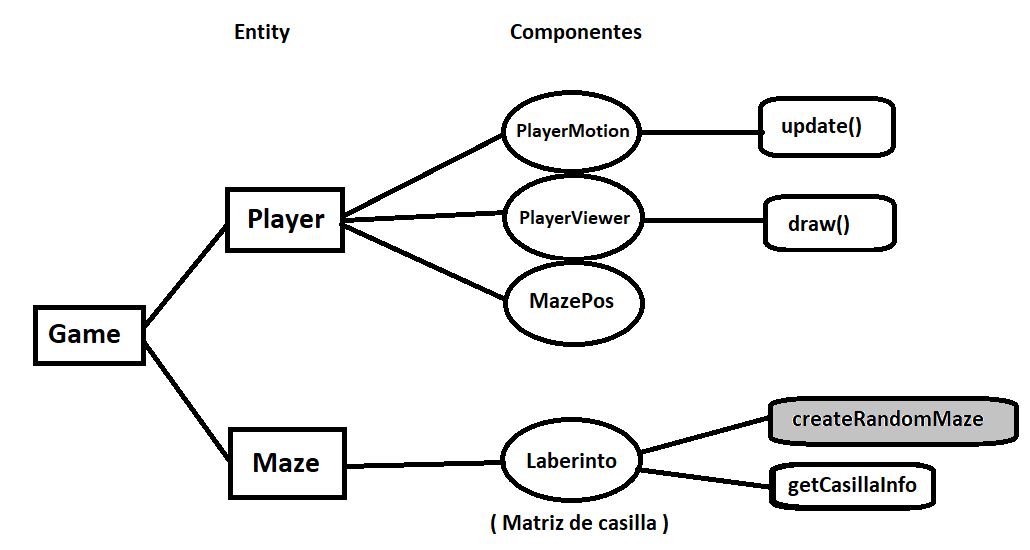 Entity
Componentes
PlayerMotion
update()
Player
PlayerViewer
draw()
MazePos
Game
createRandomMaze
Maze
Laberinto
getCasillaInfo
( Matriz de casilla )